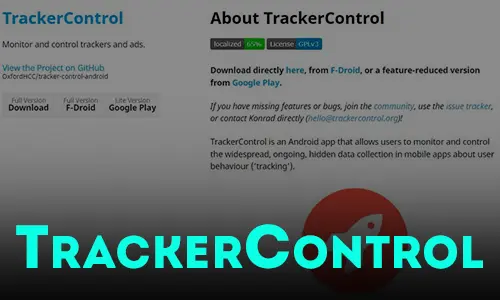 TrackerControl
Monitor and control trackers and ads.
View the Project on GitHub
OxfordHCC/tracker-control-android
Full Version
Download
Full Version
F-Droid
Lite Version
Google Play
About TrackerControl
localized 65% License GPLv3
Download directly here, from F-Droid, or a feature-reduced version
from Google Play.
If you have missing features or bugs, join the community, use the issue tracker,
or contact Konrad directly (hello@trackercontrol.org)!
TrackerControl is an Android app that allows users to monitor and control
the widespread, ongoing, hidden data collection in mobile apps about user
behaviour ('tracking').
TRACKERCONTROL